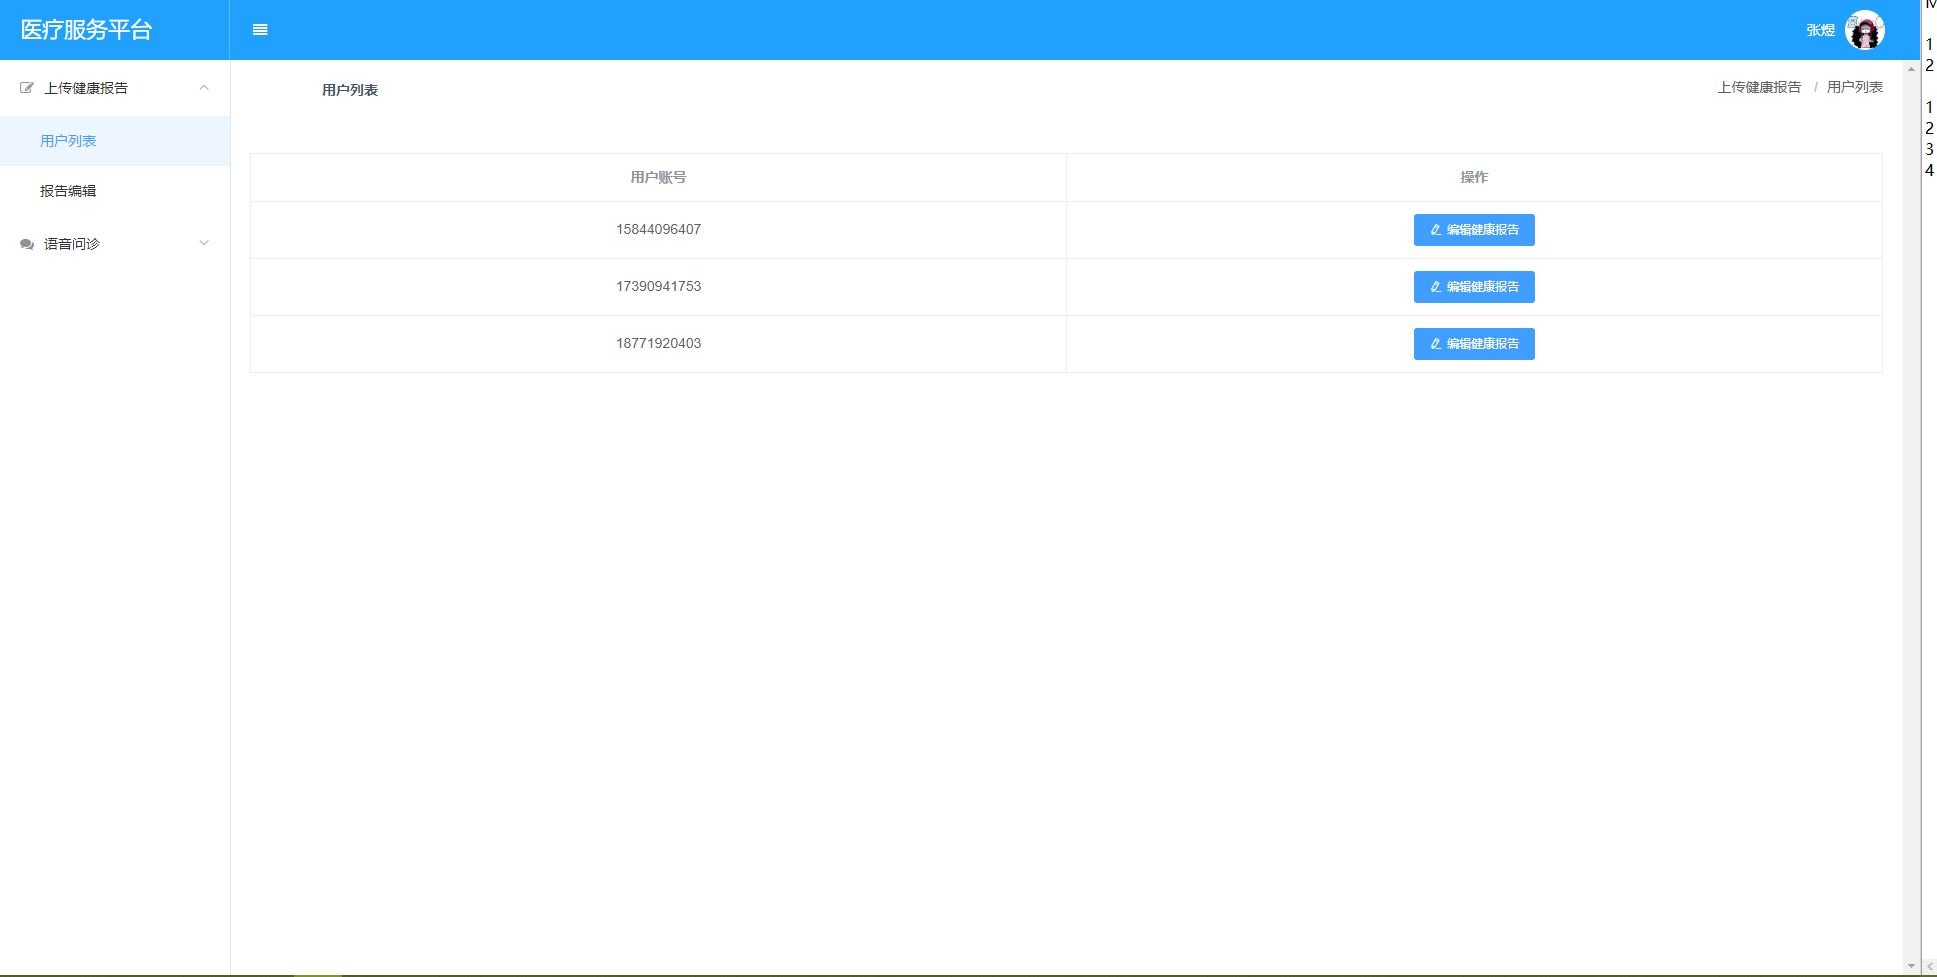 医疗服务平台
张煜
上传健康报告
用户列表
报告编辑
语音问诊
用户列表
上传健康报告 / 用户列表
用户账号 操作
15844096407 编辑健康报告
17390941753 编辑健康报告
18771920403 编辑健康报告
1
2
1
2
3
4